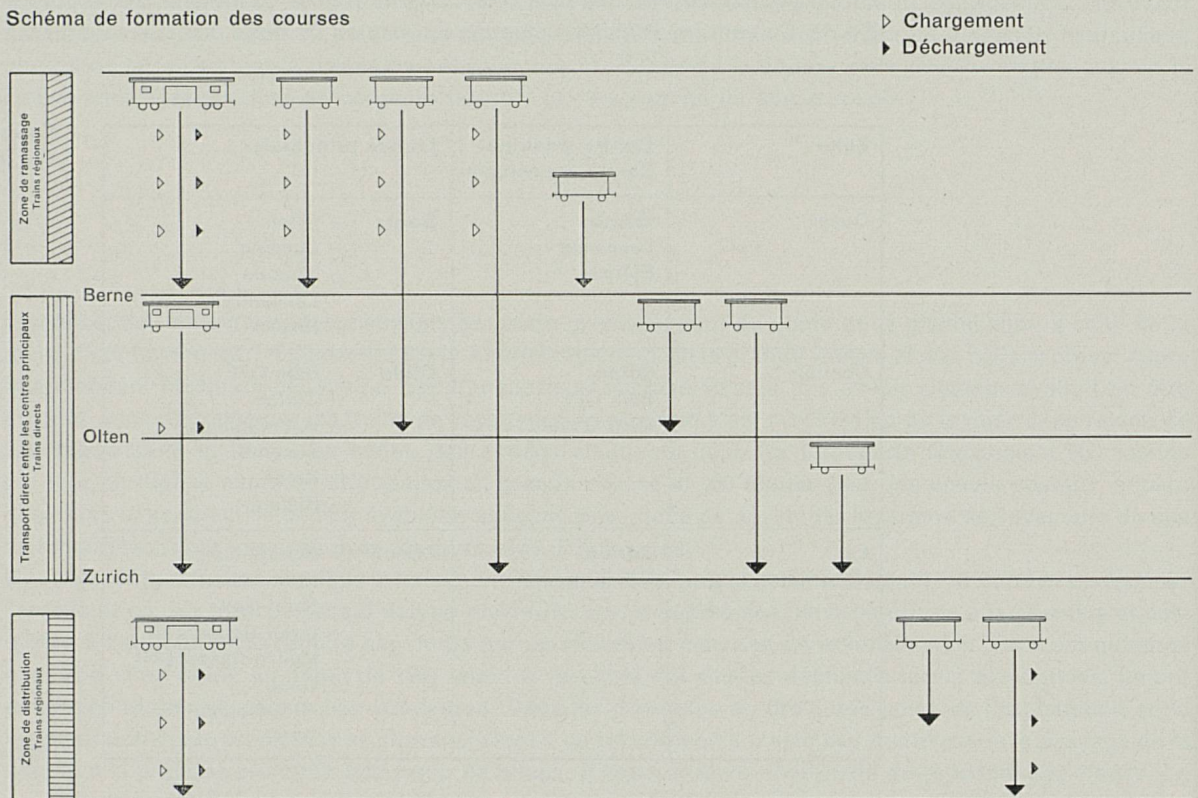 Schéma de formation des courses
Chargement
Déchargement
Zone de ramassage
Trains régionaux
Berne
Transport direct entre les centres principaux
Trains directs
Olten
Zurich
Zone de distribution
Trains régionaux